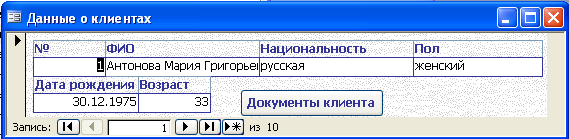 Данные о клиентах
№ ФИО Национальность Пол
1 Антонова Мария Григорьев русская женский
Дата рождения Возраст
30.12.1975 33
Документы клиента
Запись: 1 из 10